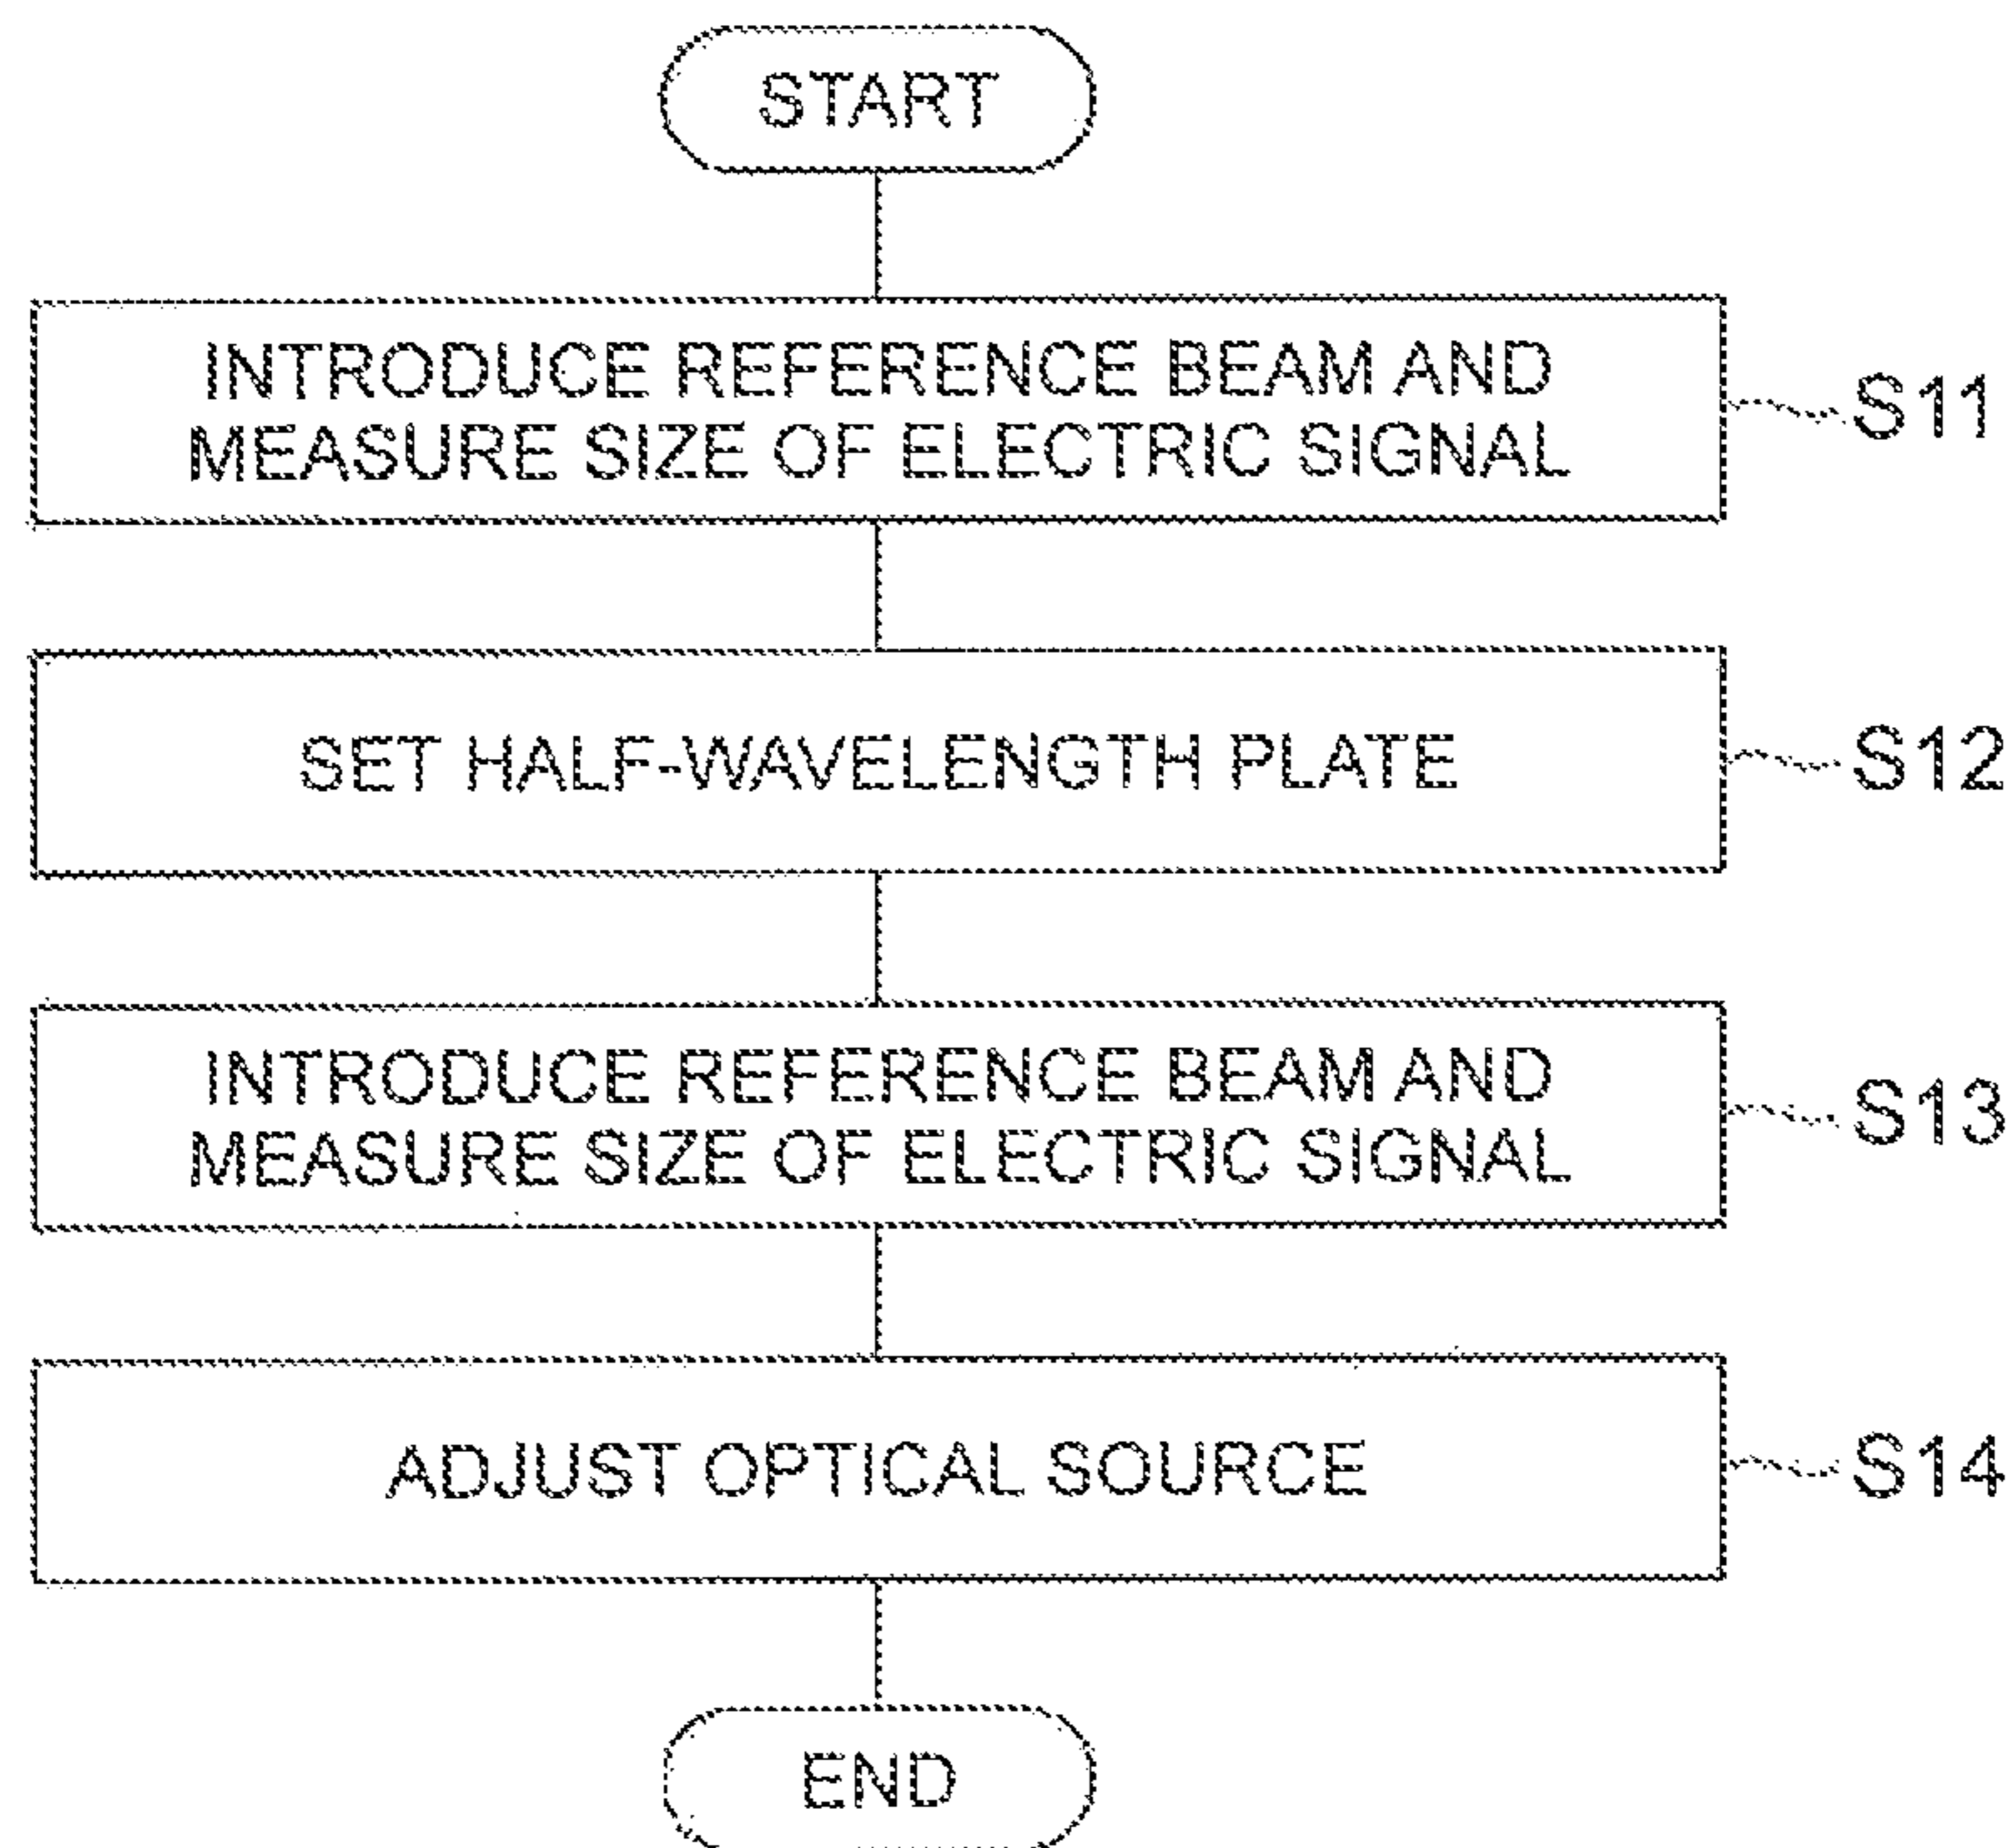 START
INTRODUCE REFERENCE BEAM AND
MEASURE SIZE OF ELECTRIC SIGNAL
S11
SET HALF-WAVELENGTH PLATE
S12
INTRODUCE REFERENCE BEAM AND
MEASURE SIZE OF ELECTRIC SIGNAL
S13
ADJUST OPTICAL SOURCE
S14
END